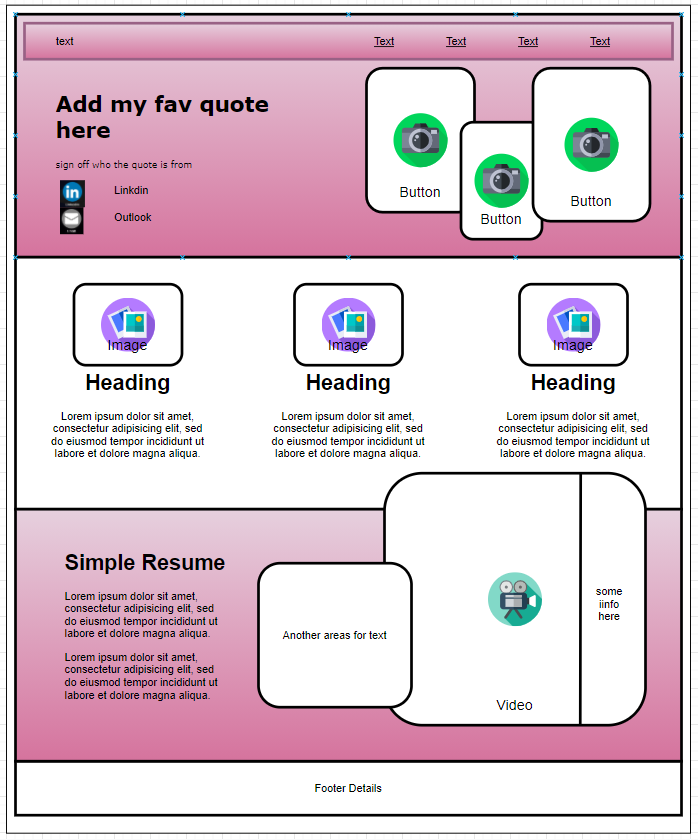 text
Text
Text
Text
Text
Add my fav quote
here
sign off who the quote is from
in
Linkdin
Outlook
Button
Button
Button
Image
Image
Image
Heading
Heading
Heading
Lorem ipsum dolor sit amet,
consectetur adipisicing elit, sed
do eiusmod tempor incididunt ut
labore et dolore magna aliqua.
Lorem ipsum dolor sit amet,
consectetur adipisicing elit, sed
do eiusmod tempor incididunt ut
labore et dolore magna aliqua.
Lorem ipsum dolor sit amet,
consectetur adipisicing elit, sed
do eiusmod tempor incididunt ut
labore et dolore magna aliqua.
Simple Resume
Lorem ipsum dolor sit amet,
consectetur adipisicing elit, sed
do eiusmod tempor incididunt ut
labore et dolore magna aliqua.
Lorem ipsum dolor sit amet,
consectetur adipisicing elit, sed
do eiusmod tempor incididunt ut
labore et dolore magna aliqua.
Another areas for text
Video
some
iinfo
here
Footer Details